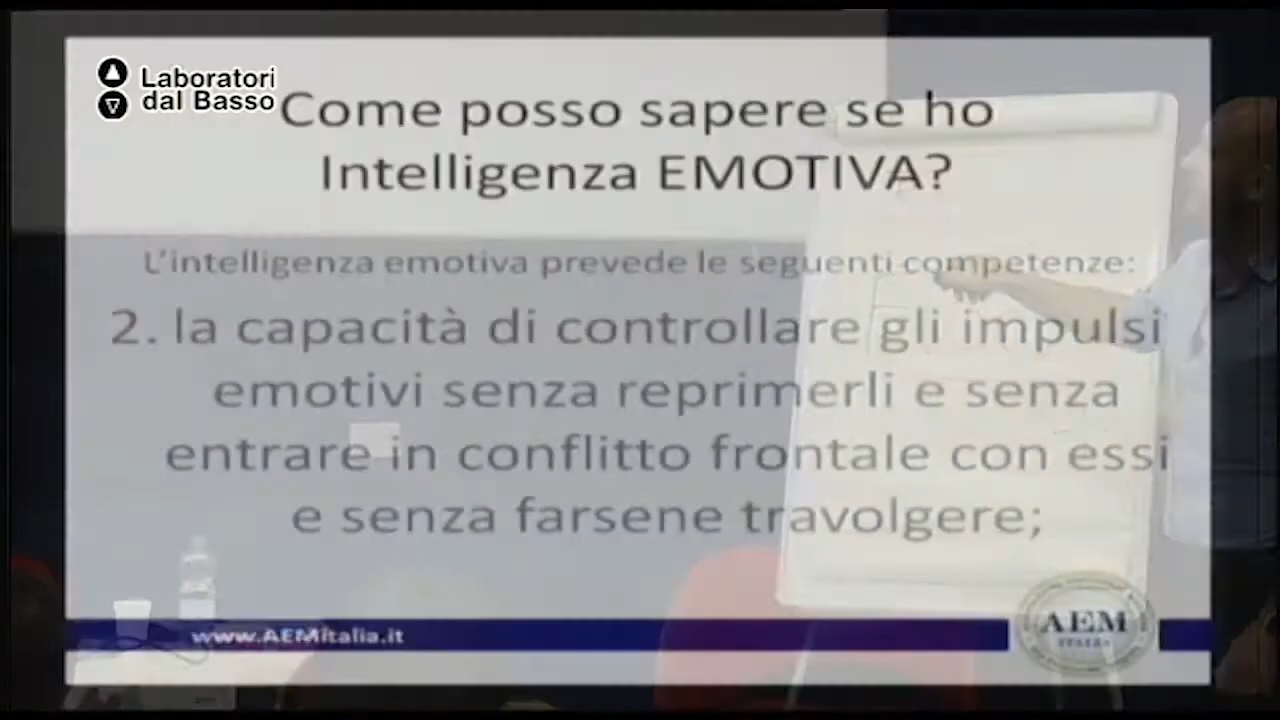 Laboratori
dal Basso
Come posso sapere se ho
Intelligenza EMOTIVA?
L'intelligenza emotiva prevede le seguenti competenze:
2. la capacità di controllare gli impulsi
emotivi senza reprimerli e senza
entrare in conflitto frontale con essi
e senza farsene travolgere;
www.AEMitalia.it
AEM
ITALIA